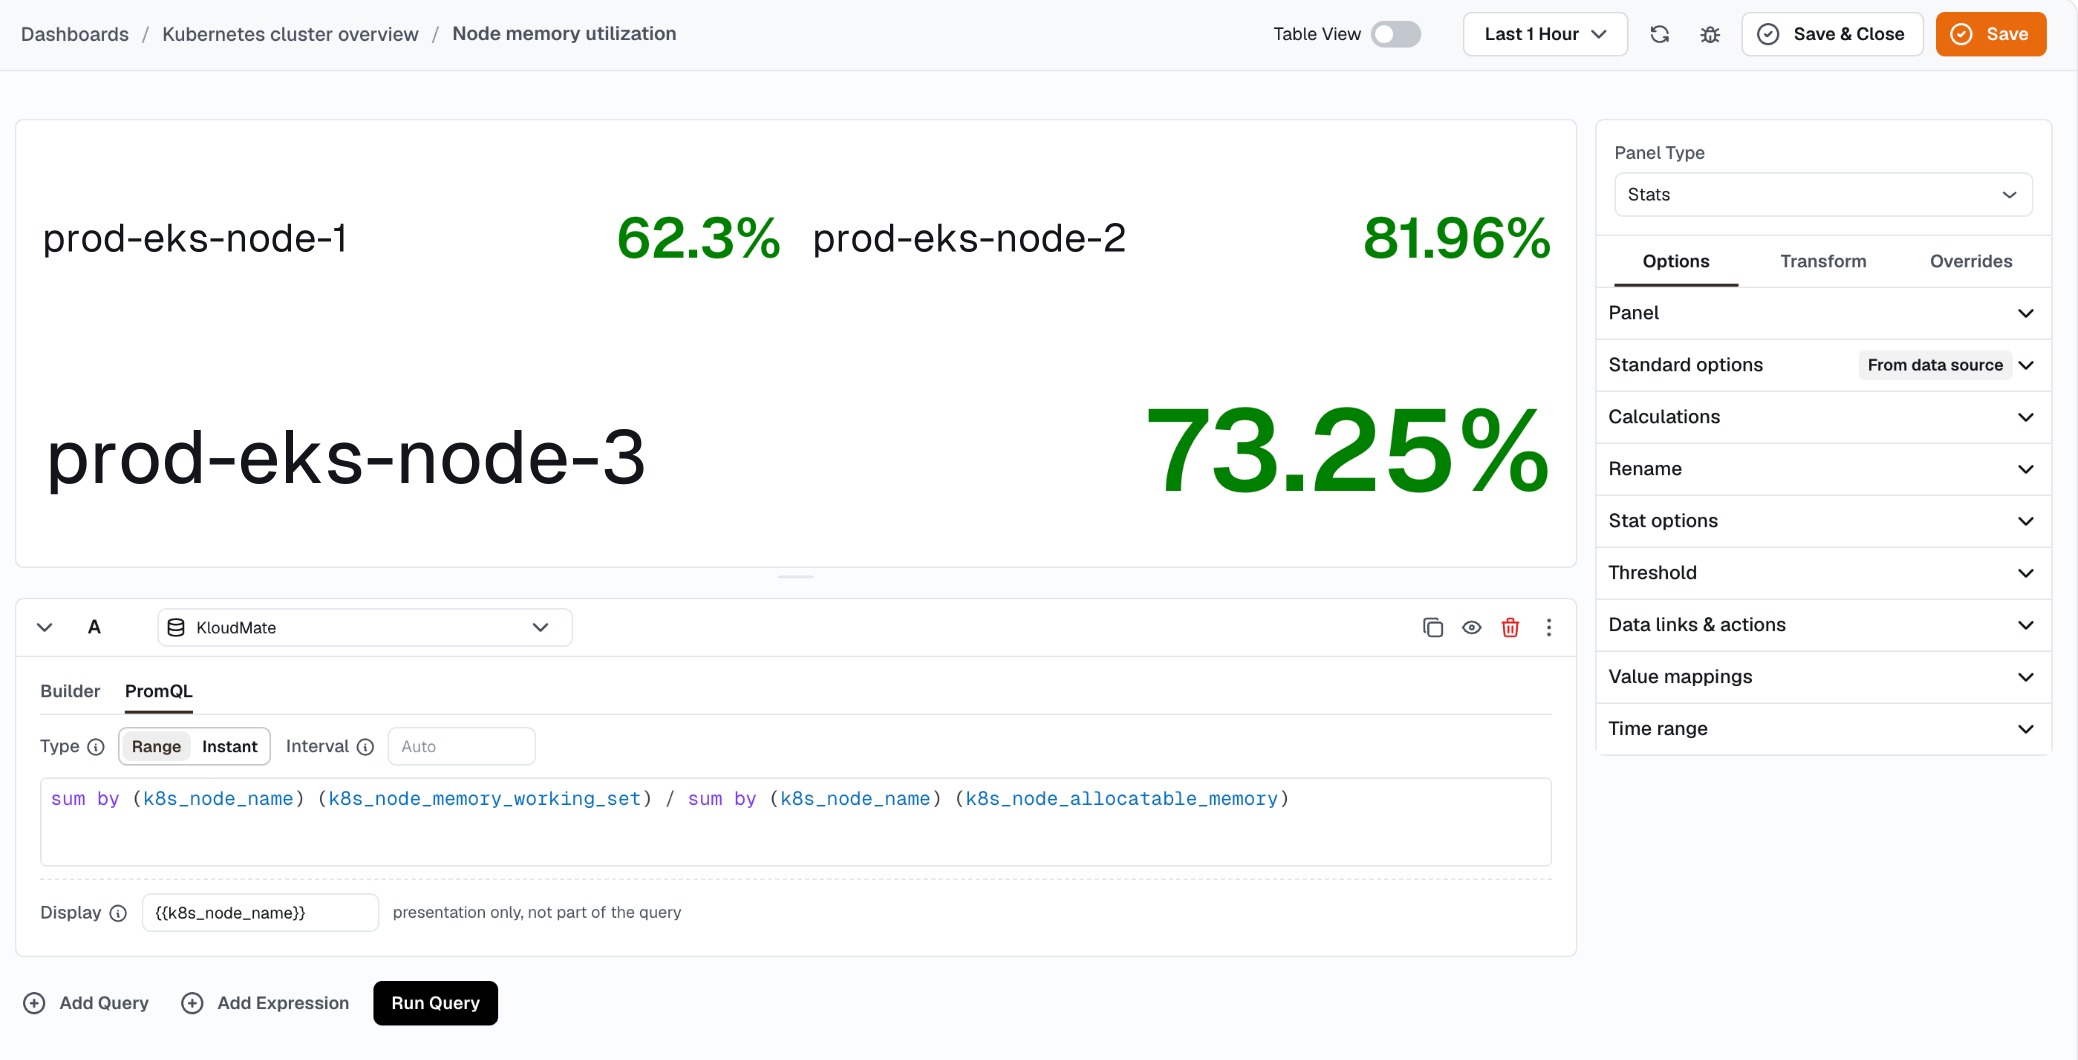 Dashboards / Kubernetes cluster overview / Node memory utilization
Table View
Last 1 Hour
Save & Close
Save
prod-eks-node-1
62.3%
prod-eks-node-2
81.96%
prod-eks-node-3
73.25%
Panel Type
Stats
Options
Transform
Overrides
Panel
Standard options
From data source
Calculations
Rename
Stat options
Threshold
Data links & actions
Value mappings
Time range
A
KloudMate
Builder
PromQL
Type
Range
Instant
Interval
Auto
sum by (k8s_node_name) (k8s_node_memory_working_set) / sum by (k8s_node_name) (k8s_node_allocatable_memory)
Display
{{k8s_node_name}}
presentation only, not part of the query
Add Query
Add Expression
Run Query